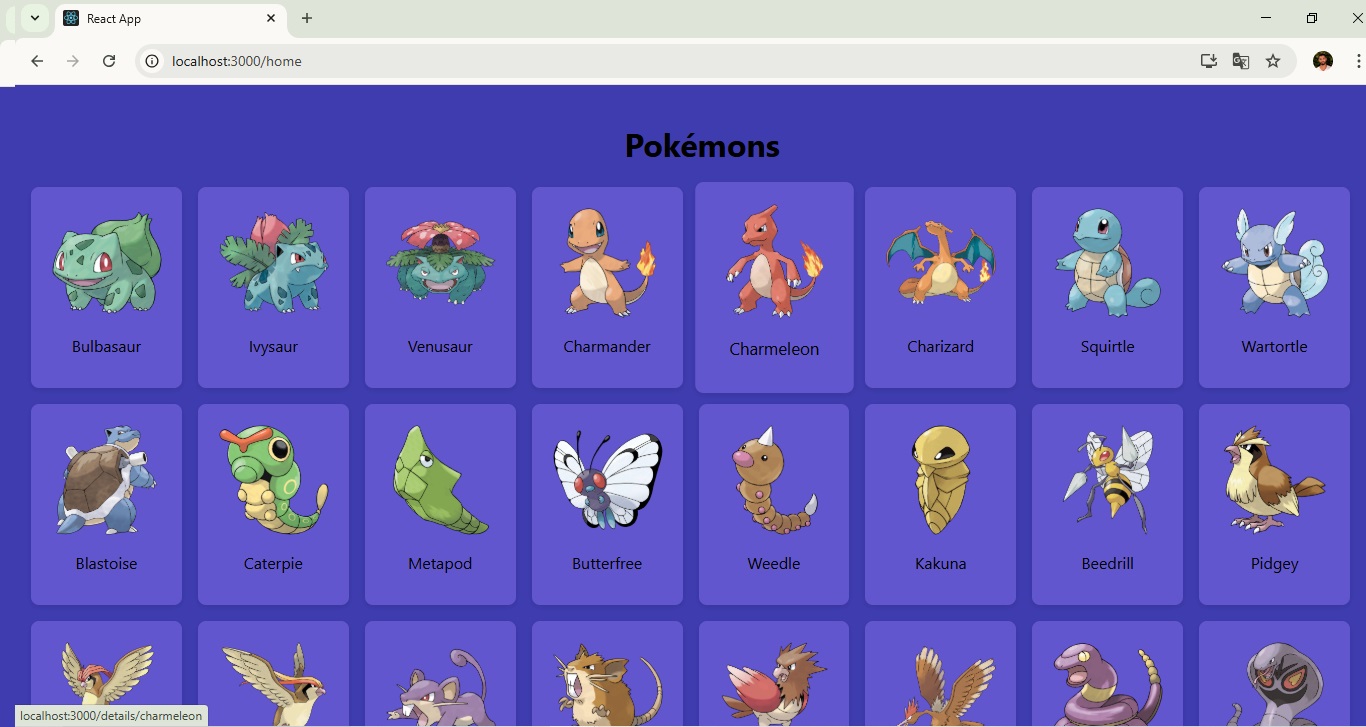 React App
localhost:3000/home
Pokémons
Bulbasaur
Ivysaur
Venusaur
Charmander
Charmeleon
Charizard
Squirtle
Wartortle
Blastoise
Caterpie
Metapod
Butterfree
Weedle
Kakuna
Beedrill
Pidgey
localhost:3000/details/charmeleon